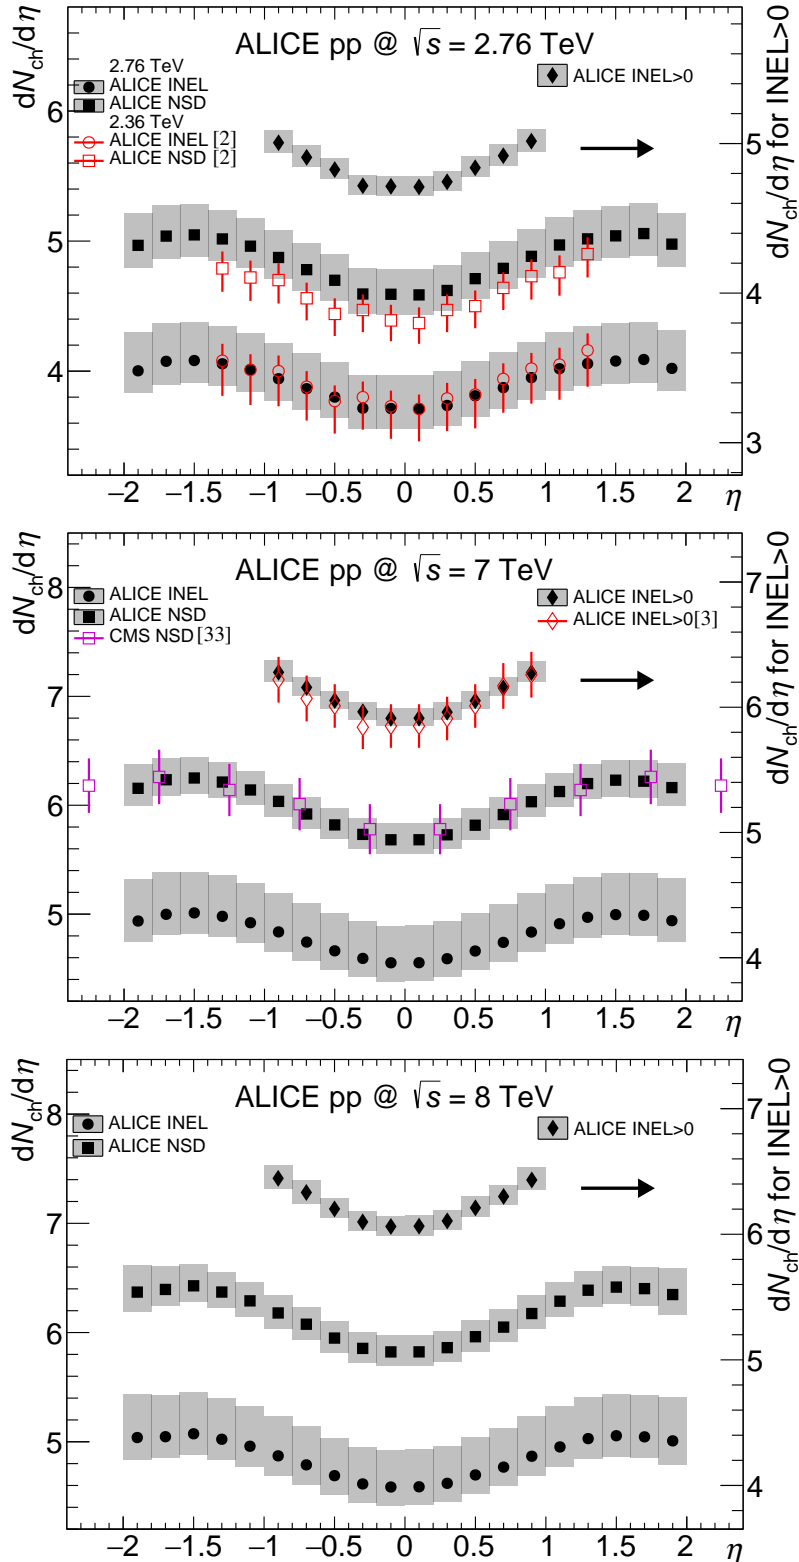 ALICE pp @ √s = 2.76 TeV
2.76 TeV
ALICE INEL
ALICE NSD
2.36 TeV
ALICE INEL [2]
ALICE NSD [2]
ALICE INEL>0
dN_ch/dη
6
5
4
dN_ch/dη for INEL>0
5
4
3
−2 −1.5 −1 −0.5 0 0.5 1 1.5 2 η
ALICE pp @ √s = 7 TeV
ALICE INEL
ALICE NSD
CMS NSD [33]
ALICE INEL>0
ALICE INEL>0[3]
dN_ch/dη
8
7
6
5
dN_ch/dη for INEL>0
7
6
5
4
−2 −1.5 −1 −0.5 0 0.5 1 1.5 2 η
ALICE pp @ √s = 8 TeV
ALICE INEL
ALICE NSD
ALICE INEL>0
dN_ch/dη
8
7
6
5
dN_ch/dη for INEL>0
7
6
5
4
−2 −1.5 −1 −0.5 0 0.5 1 1.5 2 η